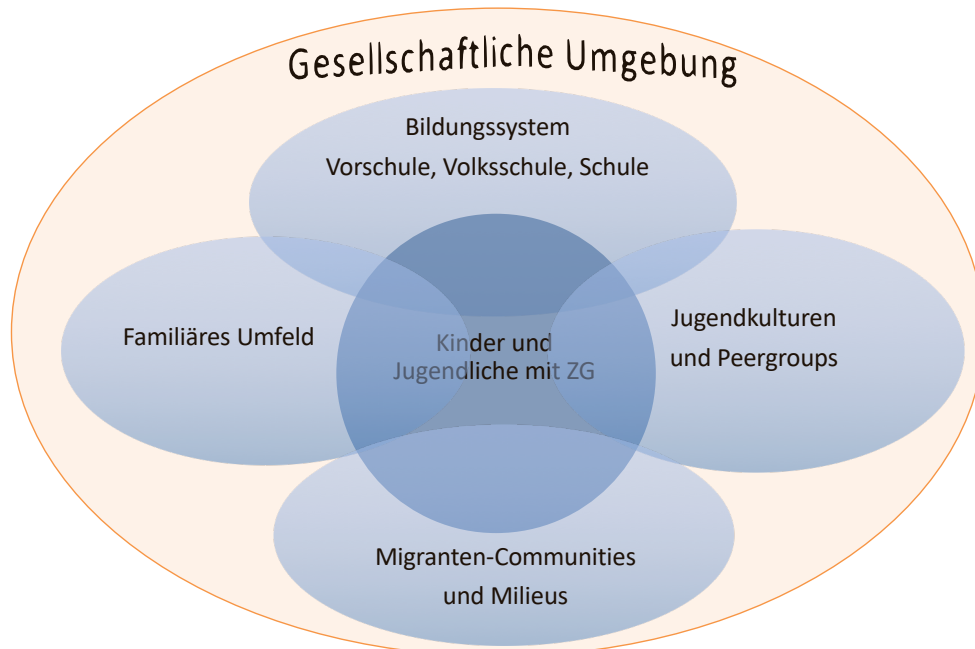 Gesellschaftliche Umgebung
Bildungssystem
Vorschule, Volksschule, Schule
Familiäres Umfeld
Kinder und
Jugendliche mit ZG
Jugendkulturen
und Peergroups
Migranten-Communities
und Milieus